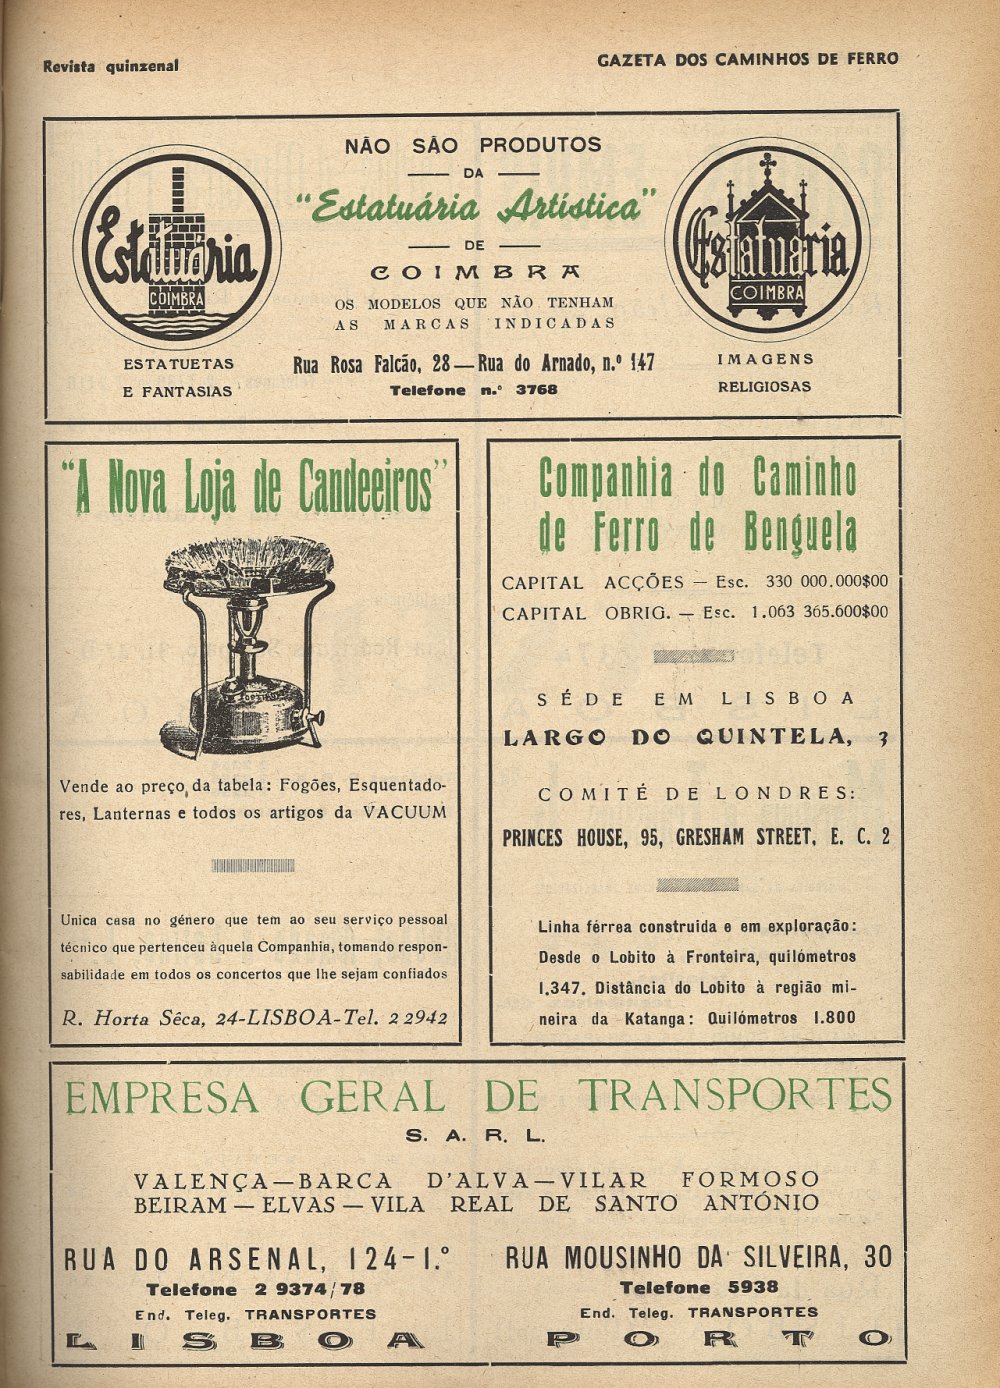 Revista quinzenal
GAZETA DOS CAMINHOS DE FERRO
Estatuária
COIMBRA
ESTATUETAS
E FANTASIAS
NÃO SÃO PRODUTOS
DA
"Estatuária Artística"
DE
COIMBRA
OS MODELOS QUE NÃO TENHAM
AS MARCAS INDICADAS
Rua Rosa Falcão, 28 — Rua do Arnado, n.º 147
Telefone n.º 3768
Estatuária
COIMBRA
IMAGENS
RELIGIOSAS
"A Nova Loja de Candeeiros"
Vende ao preço da tabela: Fogões, Esquentado-
res, Lanternas e todos os artigos da VACUUM
Unica casa no género que tem ao seu serviço pessoal
técnico que pertenceu àquela Companhia, tomando respon-
sabilidade em todos os concertos que lhe sejam confiados
R. Horta Sêca, 24-LISBOA-Tel. 2 2942
Companhia do Caminho
de Ferro de Benguela
CAPITAL ACÇÕES — Esc. 330 000.000$00
CAPITAL OBRIG. — Esc. 1.063 365.600$00
SÉDE EM LISBOA
LARGO DO QUINTELA, 3
COMITÉ DE LONDRES:
PRINCES HOUSE, 95, GRESHAM STREET, E. C. 2
Linha férrea construida e em exploração:
Desde o Lobito à Fronteira, quilómetros
1.347. Distância do Lobito à região mi-
neira da Katanga: Quilómetros 1.800
EMPRESA GERAL DE TRANSPORTES
S. A. R. L.
VALENÇA — BARCA D'ALVA — VILAR FORMOSO
BEIRAM — ELVAS — VILA REAL DE SANTO ANTÓNIO
RUA DO ARSENAL, 124-1.º
Telefone 2 9374/78
End. Teleg. TRANSPORTES
LISBOA
RUA MOUSINHO DA SILVEIRA, 30
Telefone 5938
End. Teleg. TRANSPORTES
PORTO